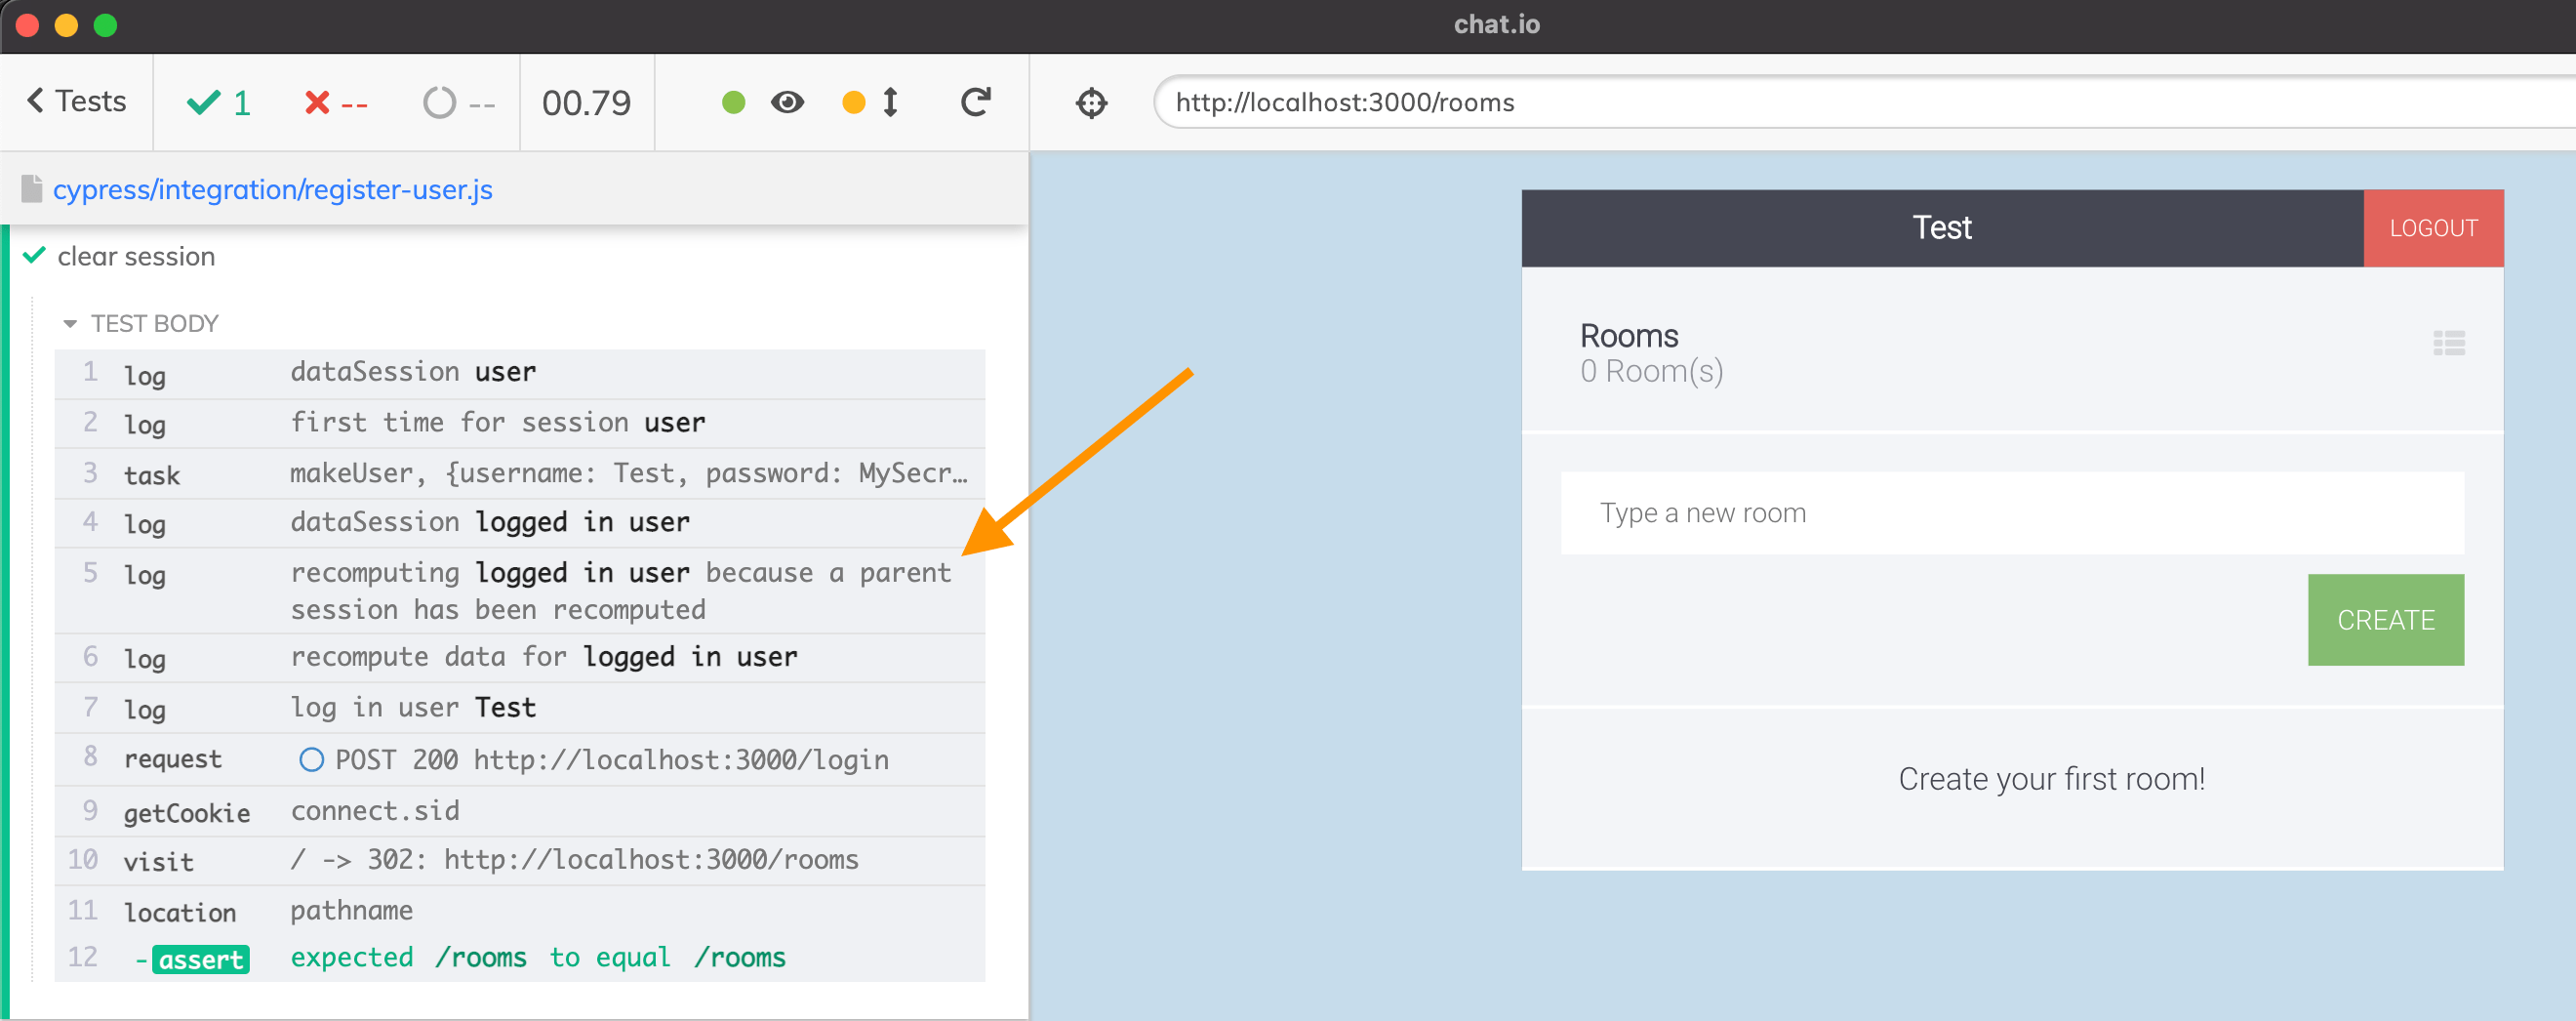 chat.io
Tests
1
--
--
00.79
http://localhost:3000/rooms
cypress/integration/register-user.js
clear session
TEST BODY
1 log dataSession user
2 log first time for session user
3 task makeUser, {username: Test, password: MySecr…
4 log dataSession logged in user
5 log recomputing logged in user because a parent
session has been recomputed
6 log recompute data for logged in user
7 log log in user Test
8 request POST 200 http://localhost:3000/login
9 getCookie connect.sid
10 visit / -> 302: http://localhost:3000/rooms
11 location pathname
12 -assert expected /rooms to equal /rooms
Test
LOGOUT
Rooms
0 Room(s)
Type a new room
CREATE
Create your first room!